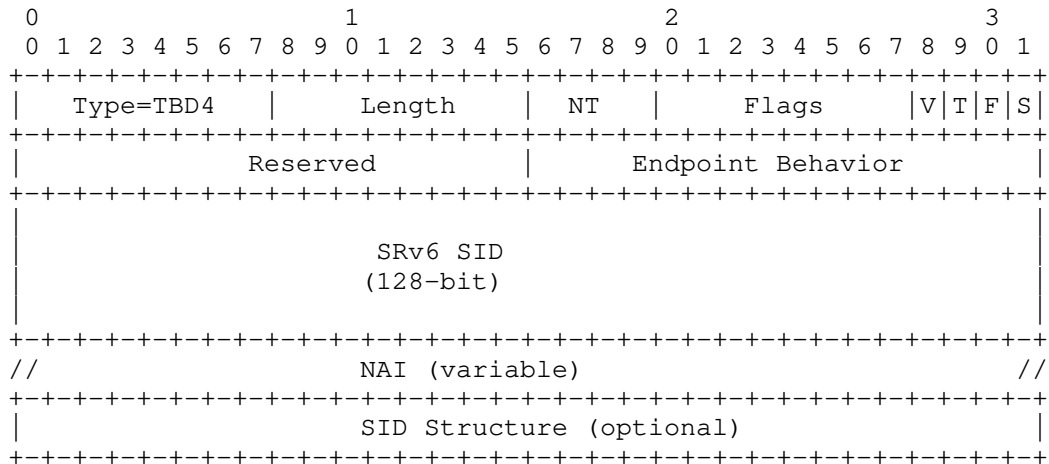 0                   1                   2                   3
0 1 2 3 4 5 6 7 8 9 0 1 2 3 4 5 6 7 8 9 0 1 2 3 4 5 6 7 8 9 0 1
+-+-+-+-+-+-+-+-+-+-+-+-+-+-+-+-+-+-+-+-+-+-+-+-+-+-+-+-+-+-+-+-+
|   Type=TBD4   |     Length    |  NT   |     Flags     |V|T|F|S|
+-+-+-+-+-+-+-+-+-+-+-+-+-+-+-+-+-+-+-+-+-+-+-+-+-+-+-+-+-+-+-+-+
|              Reserved         |      Endpoint Behavior        |
+-+-+-+-+-+-+-+-+-+-+-+-+-+-+-+-+-+-+-+-+-+-+-+-+-+-+-+-+-+-+-+-+
|                                                               |
|                      SRv6 SID                                 |
|                     (128-bit)                                 |
|                                                               |
+-+-+-+-+-+-+-+-+-+-+-+-+-+-+-+-+-+-+-+-+-+-+-+-+-+-+-+-+-+-+-+-+
//                    NAI (variable)                           //
+-+-+-+-+-+-+-+-+-+-+-+-+-+-+-+-+-+-+-+-+-+-+-+-+-+-+-+-+-+-+-+-+
|                     SID Structure (optional)                  |
+-+-+-+-+-+-+-+-+-+-+-+-+-+-+-+-+-+-+-+-+-+-+-+-+-+-+-+-+-+-+-+-+